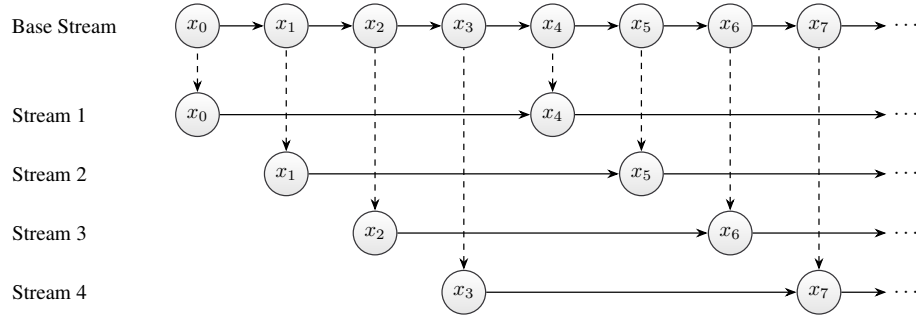 Base Stream x₀ x₁ x₂ x₃ x₄ x₅ x₆ x₇ ···
Stream 1 x₀ x₄ ···
Stream 2 x₁ x₅ ···
Stream 3 x₂ x₆ ···
Stream 4 x₃ x₇ ···